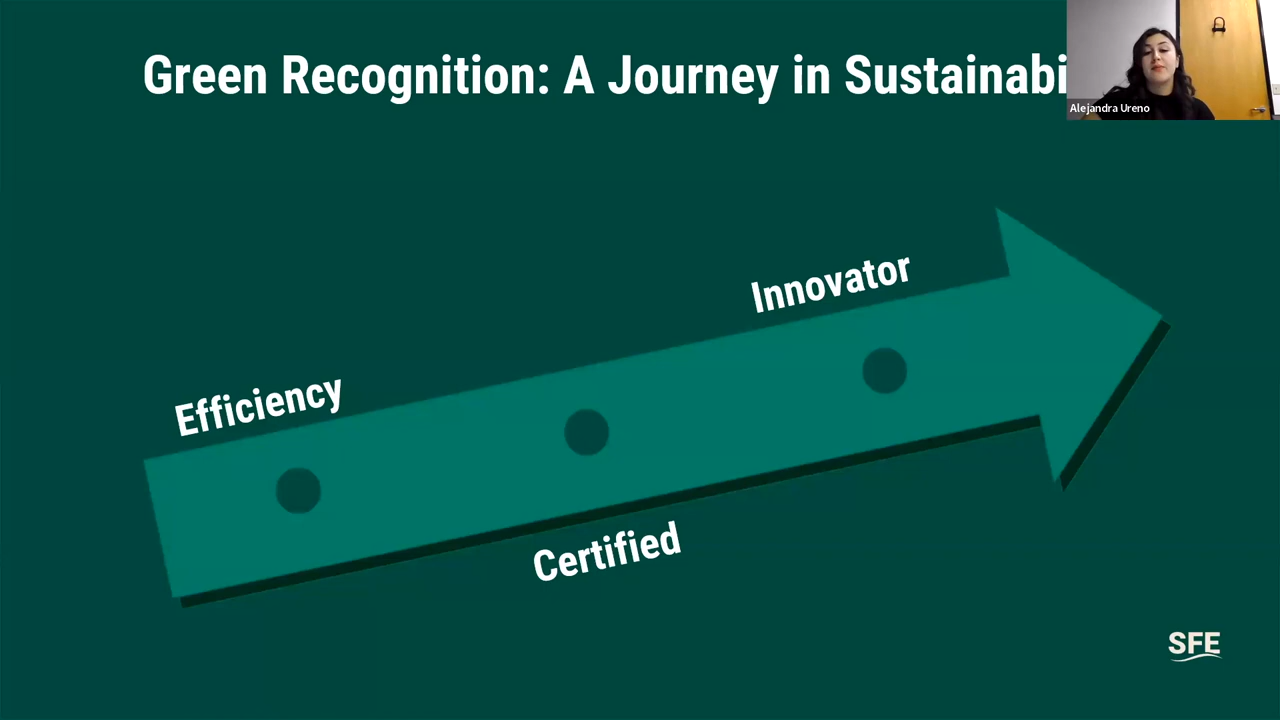 Green Recognition: A Journey in Sustainabi
Alejandra Ureno
Innovator
Efficiency
Certified
SFE